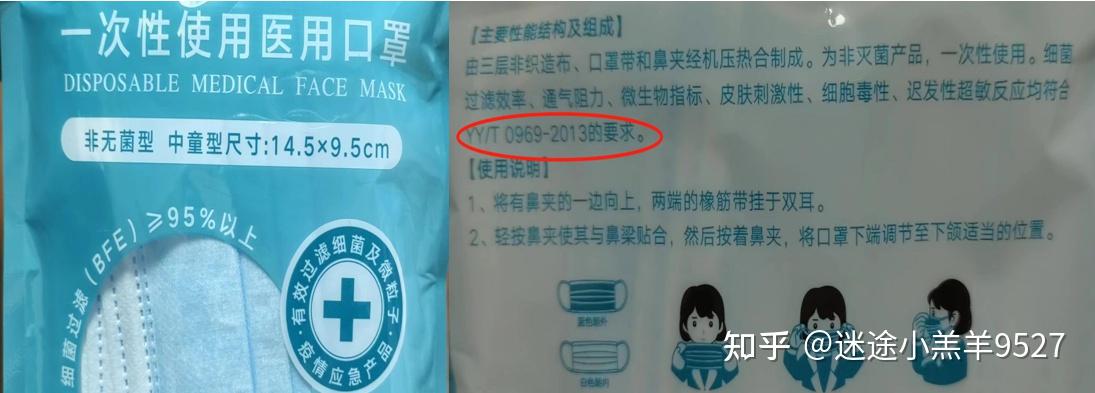 一次性使用医用口罩
DISPOSABLE MEDICAL FACE MASK
非无菌型 中童型尺寸:14.5×9.5cm
细菌过滤(BFE)≥95%以上
·有效过滤细菌及微粒子·
疫情应急产品
【主要性能结构及组成】
由三层非织造布、口罩带和鼻夹经机压热合制成。为非灭菌产品，一次性使用。细菌
过滤效率、通气阻力、微生物指标、皮肤刺激性、细胞毒性、迟发性超敏反应均符合
YY/T 0969-2013的要求。
【使用说明】
1、将有鼻夹的一边向上，两端的橡筋带挂于双耳。
2、轻按鼻夹使其与鼻梁贴合，然后按着鼻夹，将口罩下端调节至下颌适当的位置。
蓝色朝外
白色朝内
知乎 @迷途小羔羊9527